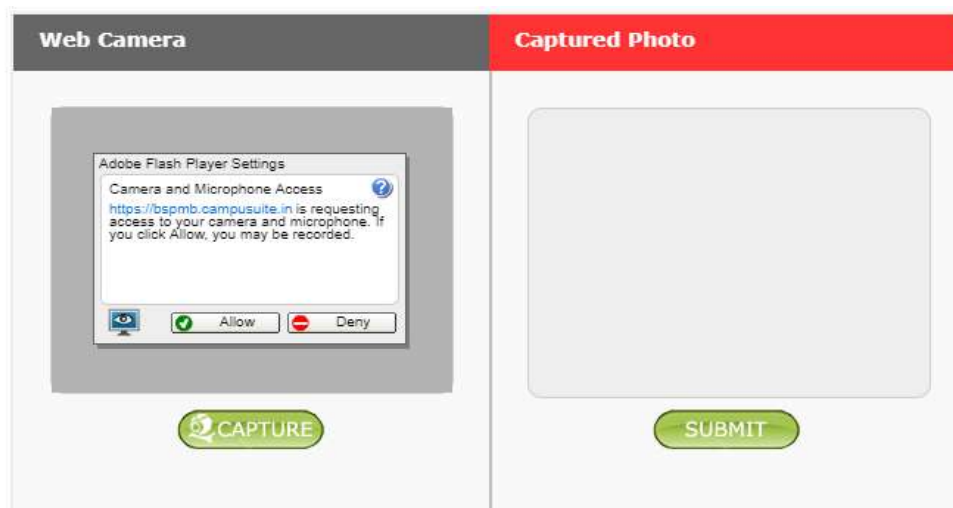 Web Camera
Captured Photo
Adobe Flash Player Settings
Camera and Microphone Access
https://bspmb.campusuite.in is requesting
access to your camera and microphone. If
you click Allow, you may be recorded.
Allow
Deny
CAPTURE
SUBMIT